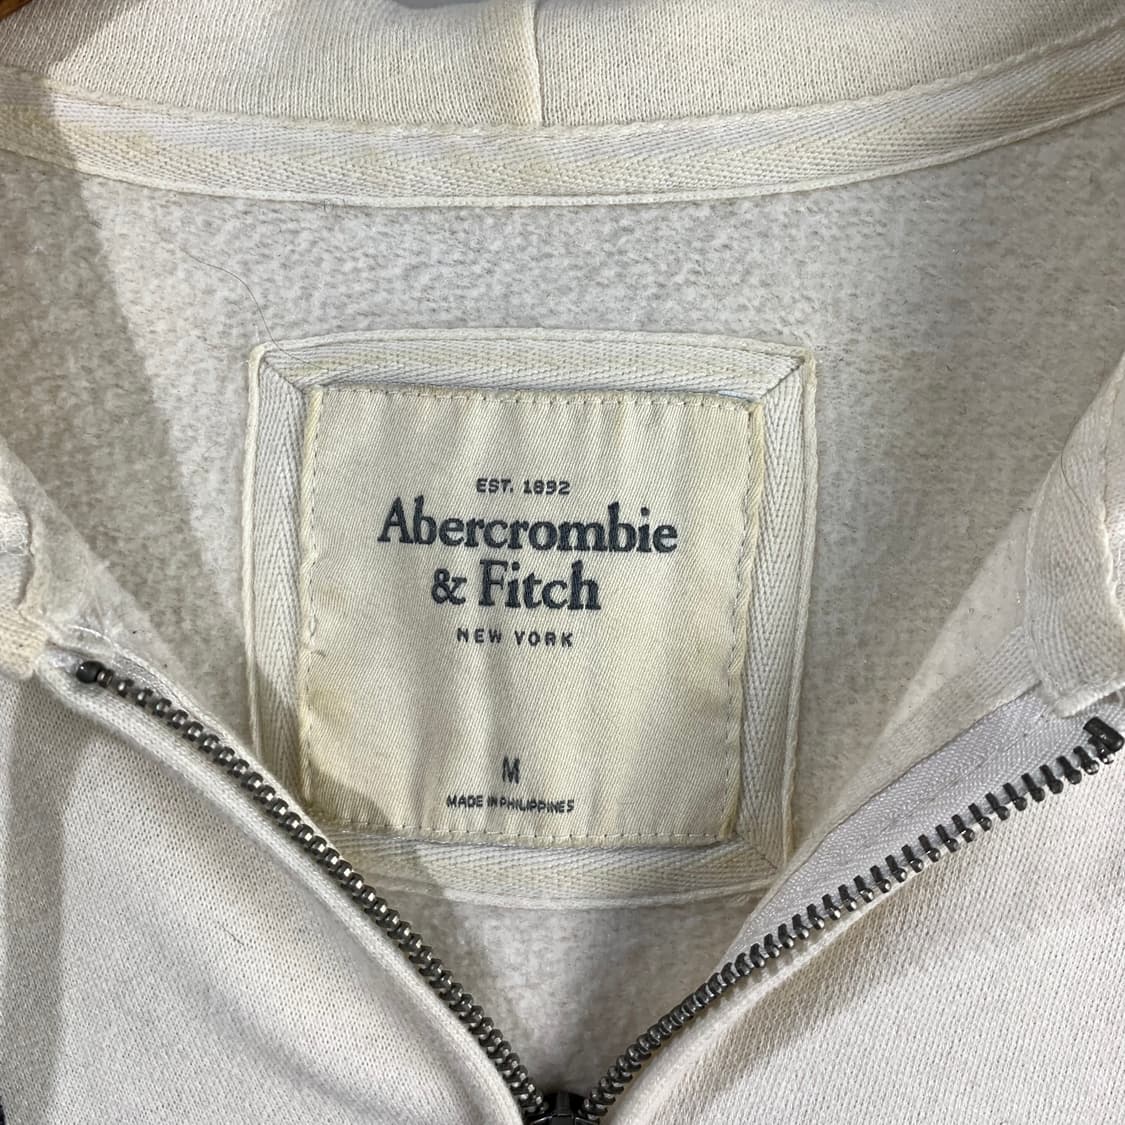 EST. 1892
Abercrombie
& Fitch
NEW YORK
M
MADE IN PHILIPPINES